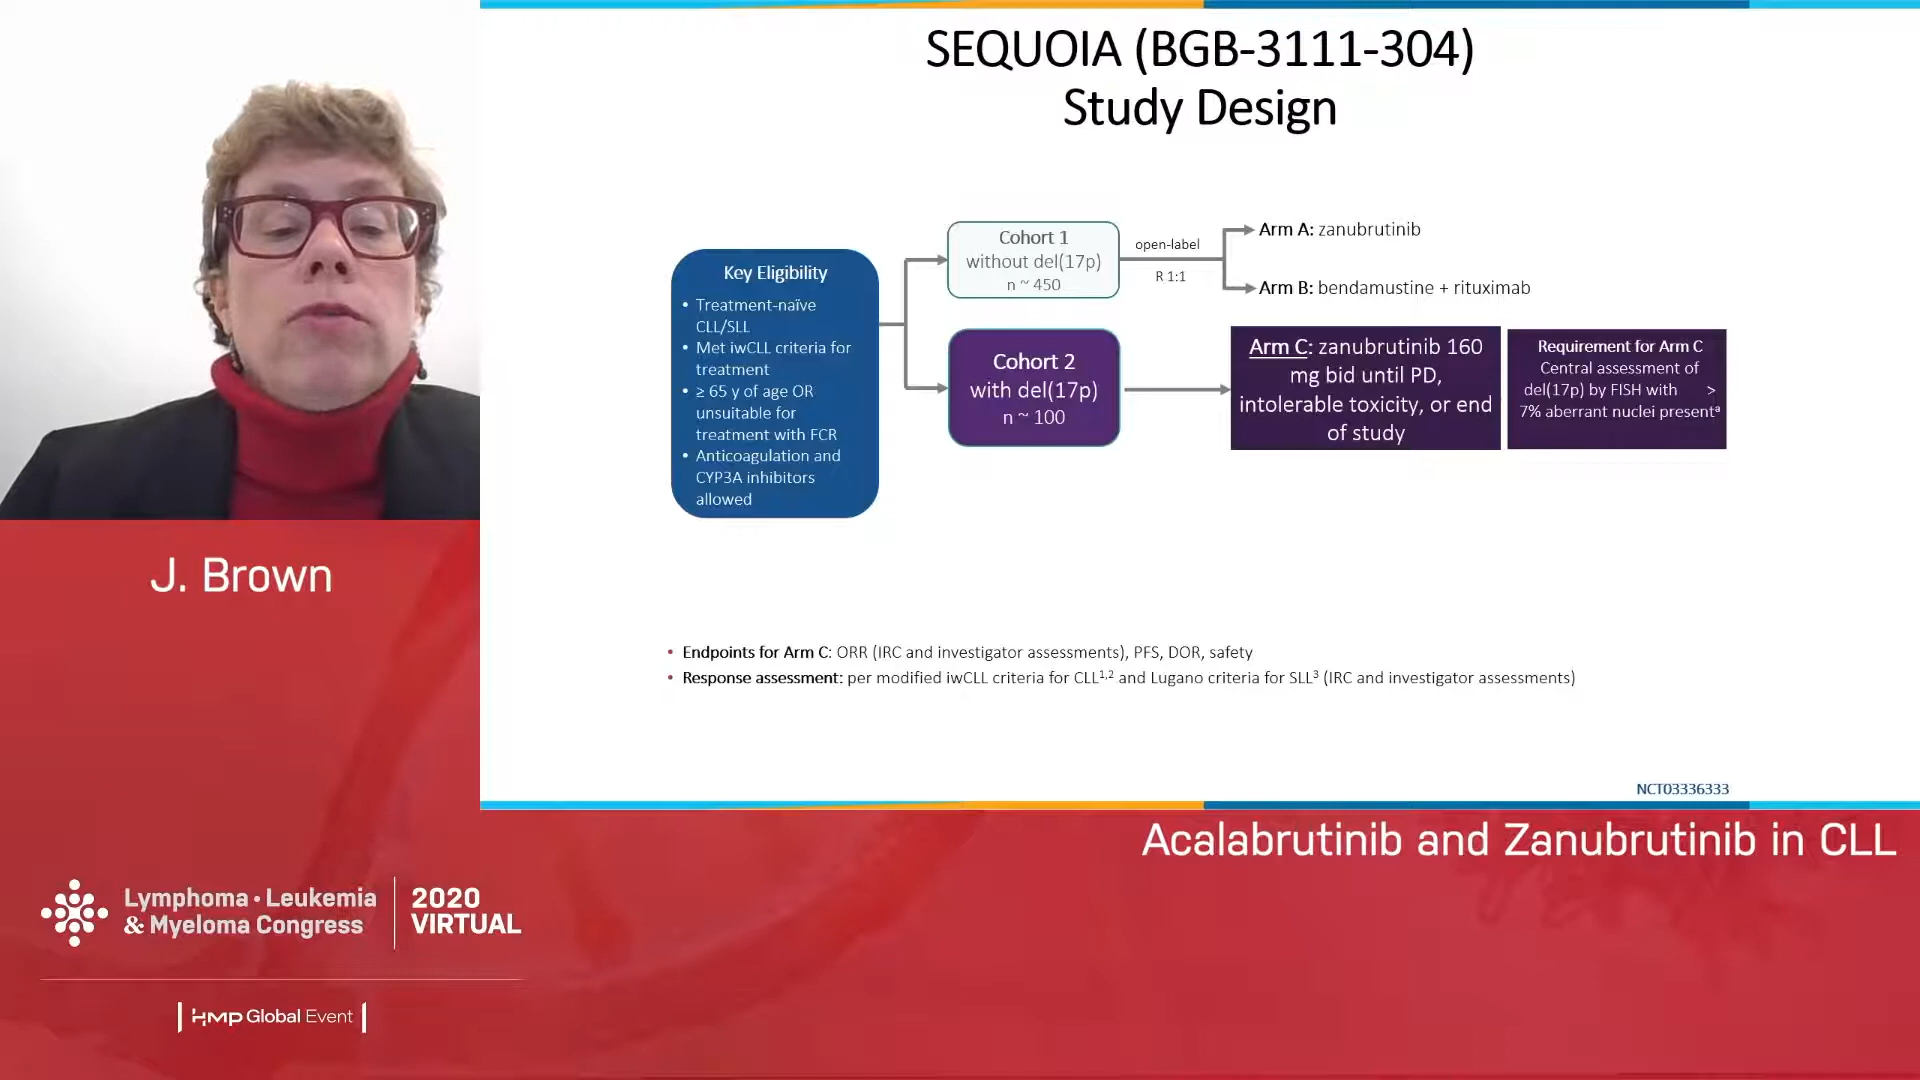 SEQUOIA (BGB-3111-304)
Study Design
Key Eligibility
• Treatment-naïve
CLL/SLL
• Met iwCLL criteria for
treatment
• ≥ 65 y of age OR
unsuitable for
treatment with FCR
• Anticoagulation and
CYP3A inhibitors
allowed
Cohort 1
without del(17p)
n ~ 450
open-label
R 1:1
Arm A: zanubrutinib
Arm B: bendamustine + rituximab
Cohort 2
with del(17p)
n ~ 100
Arm C: zanubrutinib 160
mg bid until PD,
intolerable toxicity, or end
of study
Requirement for Arm C
Central assessment of
del(17p) by FISH with >
7% aberrant nuclei presentᵃ
• Endpoints for Arm C: ORR (IRC and investigator assessments), PFS, DOR, safety
• Response assessment: per modified iwCLL criteria for CLL¹,² and Lugano criteria for SLL³ (IRC and investigator assessments)
NCT03336333
J. Brown
Acalabrutinib and Zanubrutinib in CLL
Lymphoma • Leukemia
& Myeloma Congress
2020
VIRTUAL
HMP Global Event